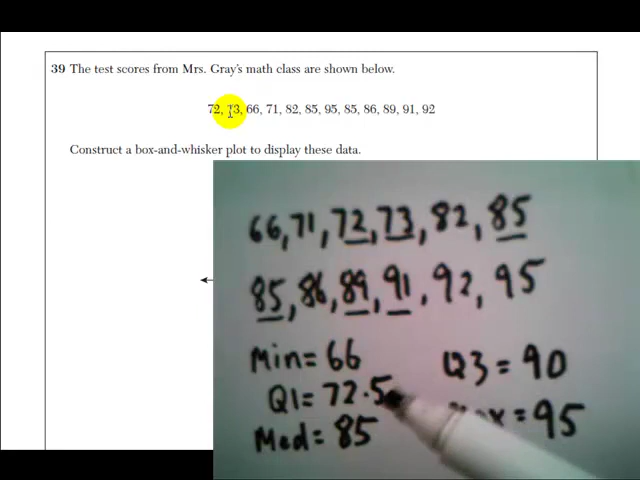 39 The test scores from Mrs. Gray's math class are shown below.
72, 73, 66, 71, 82, 85, 95, 85, 86, 89, 91, 92
Construct a box-and-whisker plot to display these data.
66,71,72,73,82,85
85,86,89,91,92,95
Min=66
Q1=72.5
Med=85
Q3=90
=95